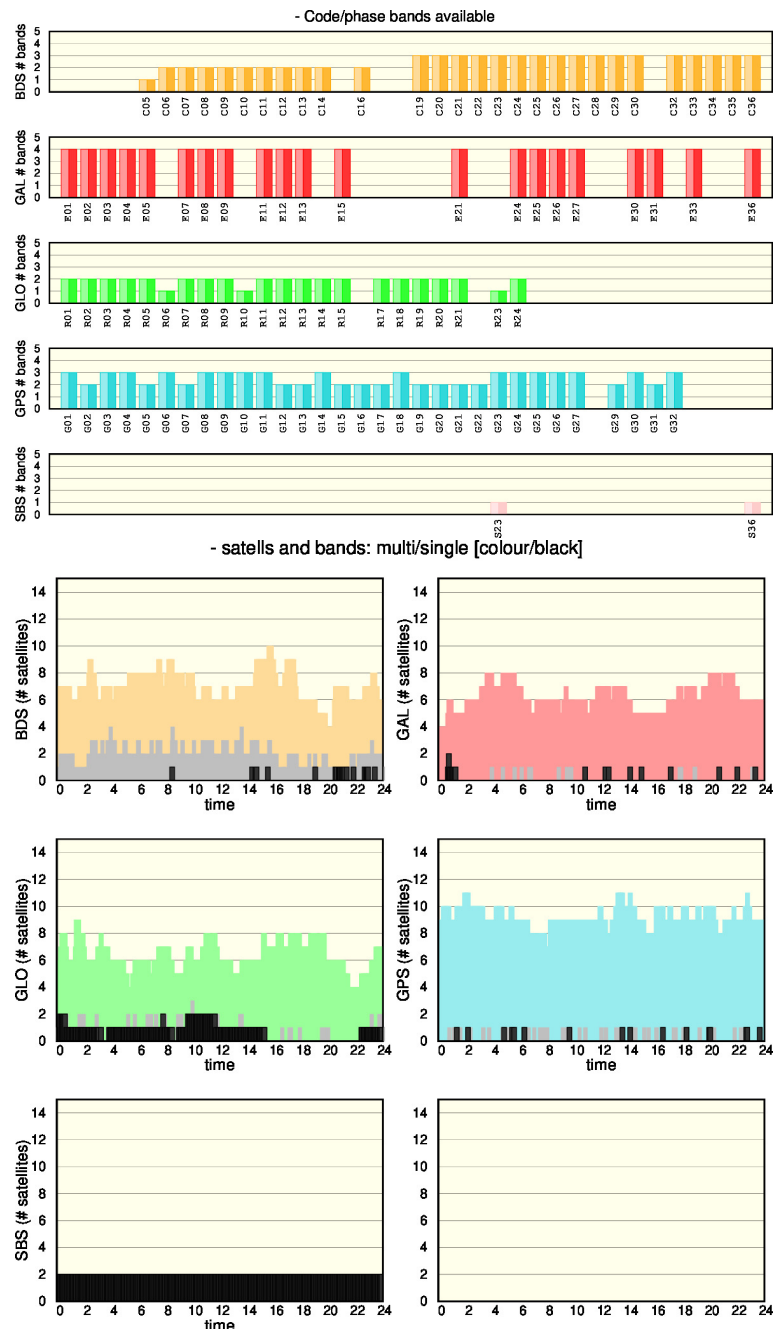 - Code/phase bands available
BDS # bands
5
4
3
2
1
0
C05 C06 C07 C08 C09 C10 C11 C12 C13 C14 C16 C19 C20 C21 C22 C23 C24 C25 C26 C27 C28 C29 C30 C32 C33 C34 C35 C36
GAL # bands
5
4
3
2
1
0
E01 E02 E03 E04 E05 E07 E08 E09 E11 E12 E13 E15 E21 E24 E25 E26 E27 E30 E31 E33 E36
GLO # bands
5
4
3
2
1
0
R01 R02 R03 R04 R05 R06 R07 R08 R09 R10 R11 R12 R13 R14 R15 R17 R18 R19 R20 R21 R23 R24
GPS # bands
5
4
3
2
1
0
G01 G02 G03 G04 G05 G06 G07 G08 G09 G10 G11 G12 G13 G14 G15 G16 G17 G18 G19 G20 G21 G22 G23 G24 G25 G26 G27 G29 G30 G31 G32
SBS # bands
5
4
3
2
1
0
S23 S36
- satells and bands: multi/single [colour/black]
BDS (# satellites)
14
12
10
8
6
4
2
0
0 2 4 6 8 10 12 14 16 18 20 22 24
time
GAL (# satellites)
14
12
10
8
6
4
2
0
0 2 4 6 8 10 12 14 16 18 20 22 24
time
GLO (# satellites)
14
12
10
8
6
4
2
0
0 2 4 6 8 10 12 14 16 18 20 22 24
time
GPS (# satellites)
14
12
10
8
6
4
2
0
0 2 4 6 8 10 12 14 16 18 20 22 24
time
SBS (# satellites)
14
12
10
8
6
4
2
0
0 2 4 6 8 10 12 14 16 18 20 22 24
time
14
12
10
8
6
4
2
0
0 2 4 6 8 10 12 14 16 18 20 22 24